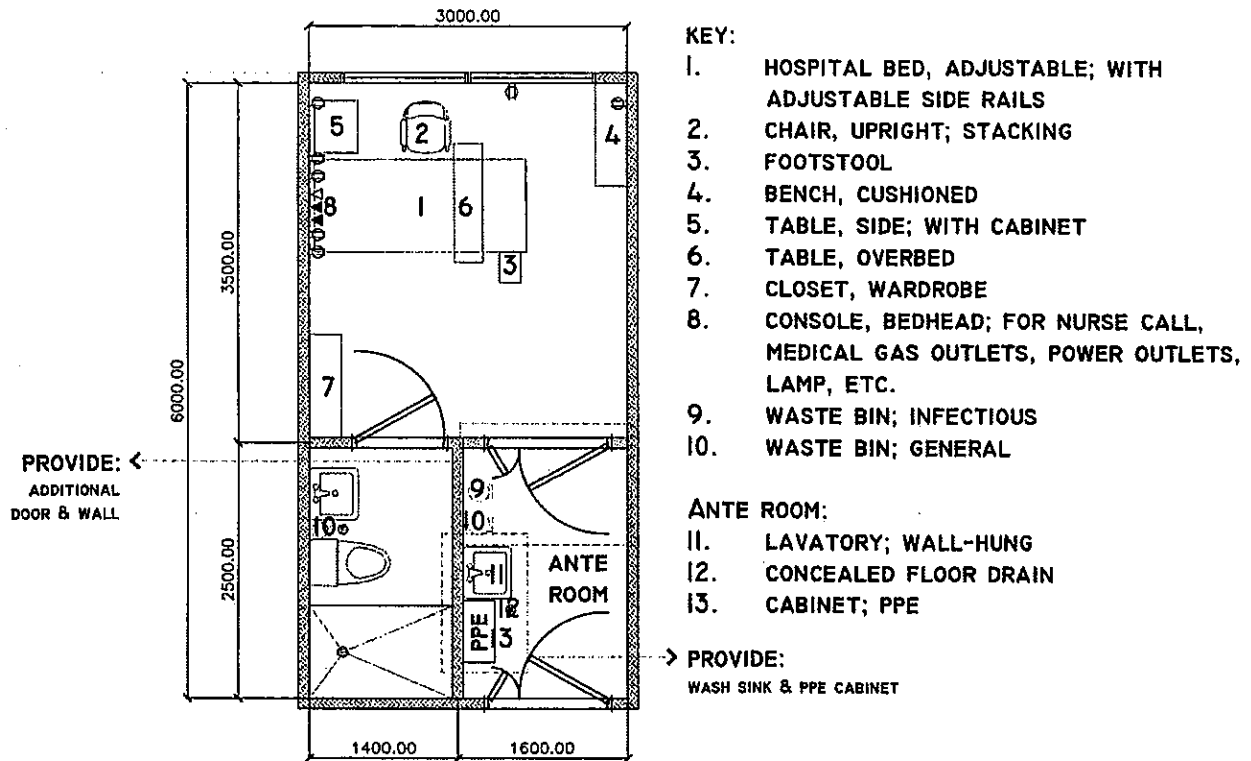 3000.00
5
2
4
8
1
6
3
3500.00
6000.00
7
PROVIDE:
ADDITIONAL
DOOR & WALL
9
10
10
2500.00
11
ANTE
ROOM
12
PPE
13
PROVIDE:
WASH SINK & PPE CABINET
1400.00
1600.00
KEY:
1. HOSPITAL BED, ADJUSTABLE; WITH
ADJUSTABLE SIDE RAILS
2. CHAIR, UPRIGHT; STACKING
3. FOOTSTOOL
4. BENCH, CUSHIONED
5. TABLE, SIDE; WITH CABINET
6. TABLE, OVERBED
7. CLOSET, WARDROBE
8. CONSOLE, BEDHEAD; FOR NURSE CALL,
MEDICAL GAS OUTLETS, POWER OUTLETS,
LAMP, ETC.
9. WASTE BIN; INFECTIOUS
10. WASTE BIN; GENERAL
ANTE ROOM:
11. LAVATORY; WALL-HUNG
12. CONCEALED FLOOR DRAIN
13. CABINET; PPE